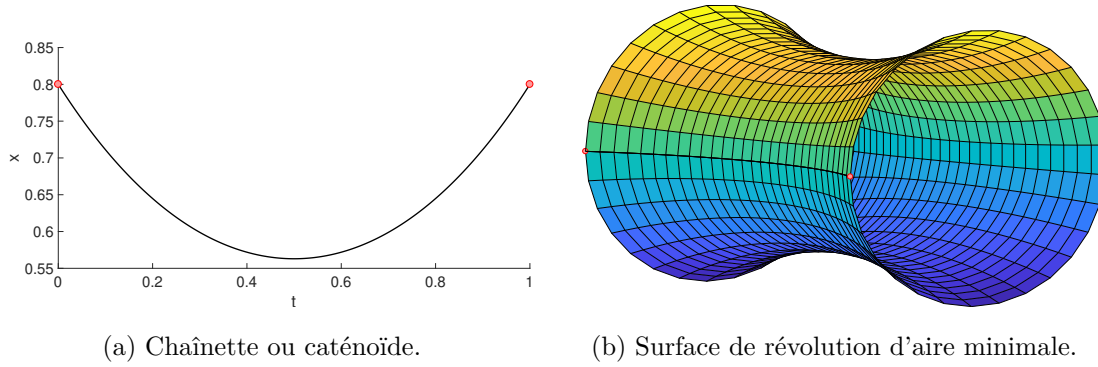 0.85
0.8
0.75
0.7
0.65
0.6
0.55
x
0 0.2 0.4 0.6 0.8 1
t
(a) Chaînette ou caténoïde.
(b) Surface de révolution d'aire minimale.